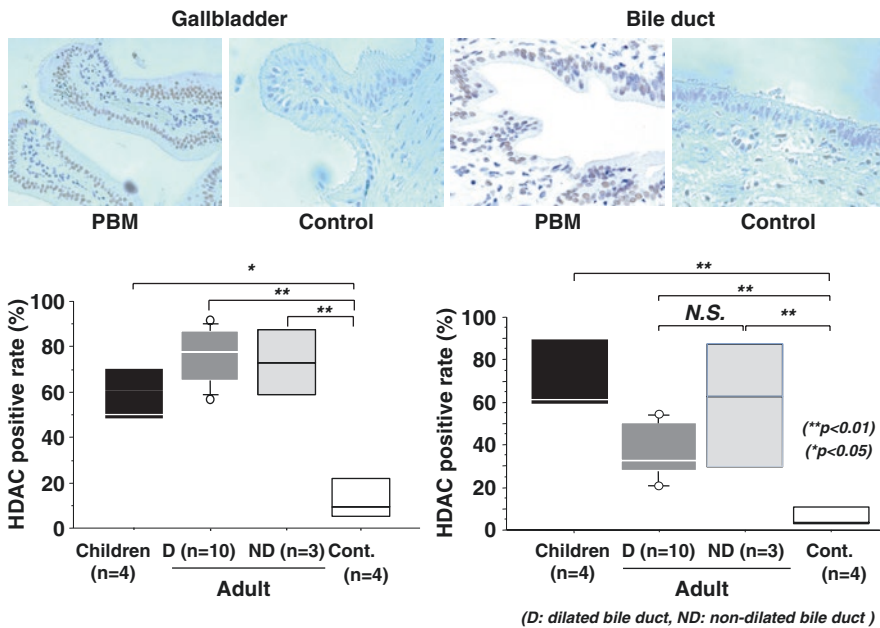 Gallbladder
Bile duct
PBM
Control
PBM
Control
HDAC positive rate (%)
100
80
60
40
20
0
*
**
**
Children
(n=4)
D (n=10)
ND (n=3)
Cont.
(n=4)
Adult
HDAC positive rate (%)
100
80
60
40
20
0
**
**
N.S.
**
(**p<0.01)
(*p<0.05)
Children
(n=4)
D (n=10)
ND (n=3)
Cont.
(n=4)
Adult
(D: dilated bile duct, ND: non-dilated bile duct )